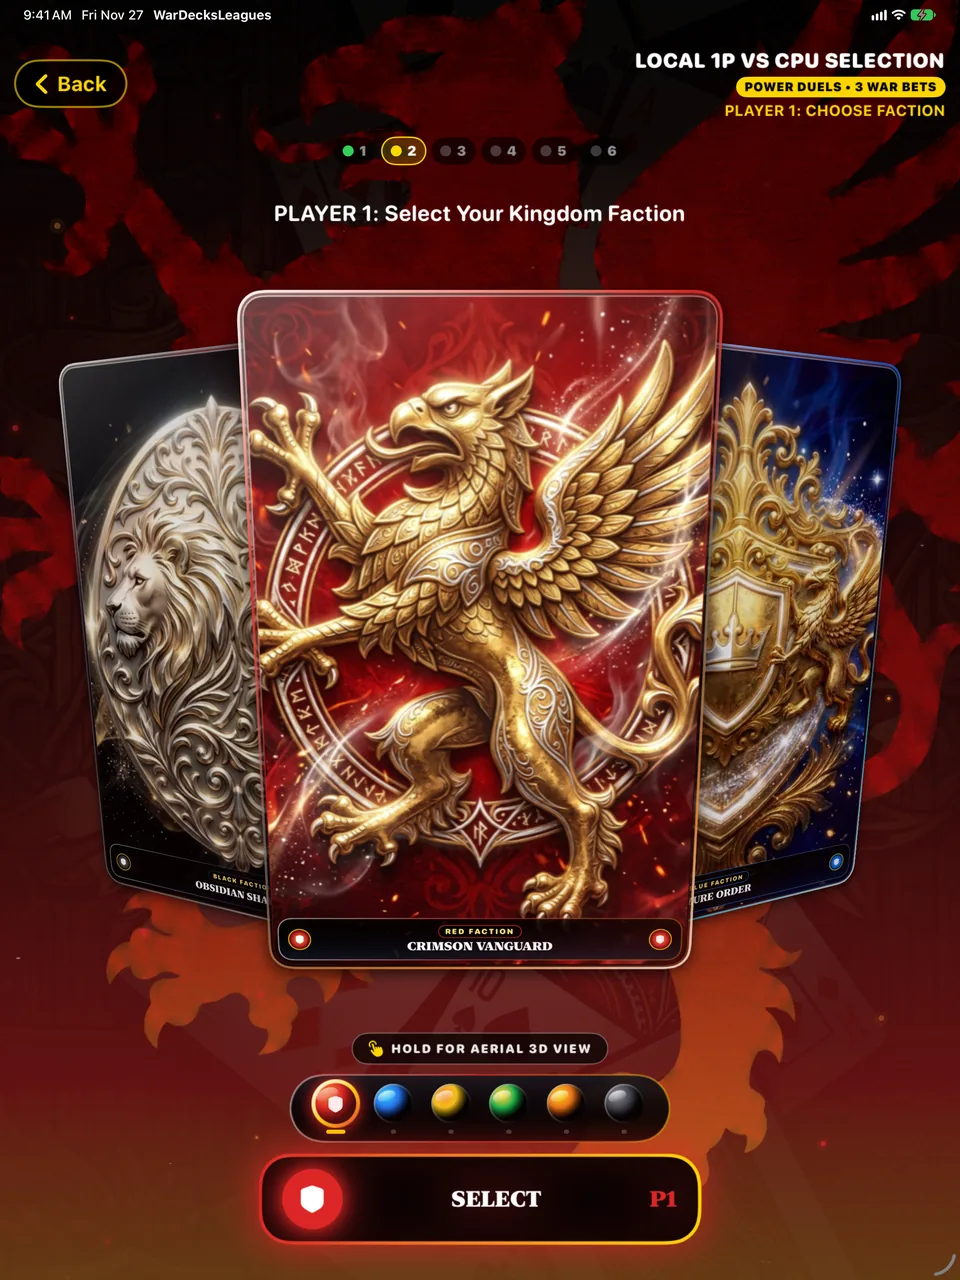 9:41 AM Fri Nov 27 WarDecksLeagues
Back
LOCAL 1P VS CPU SELECTION
POWER DUELS • 3 WAR BETS
PLAYER 1: CHOOSE FACTION
1 2 3 4 5 6
PLAYER 1: Select Your Kingdom Faction
BLACK FACTIO
OBSIDIAN SHA
RED FACTION
CRIMSON VANGUARD
LUE FACTION
URE ORDER
HOLD FOR AERIAL 3D VIEW
SELECT P1